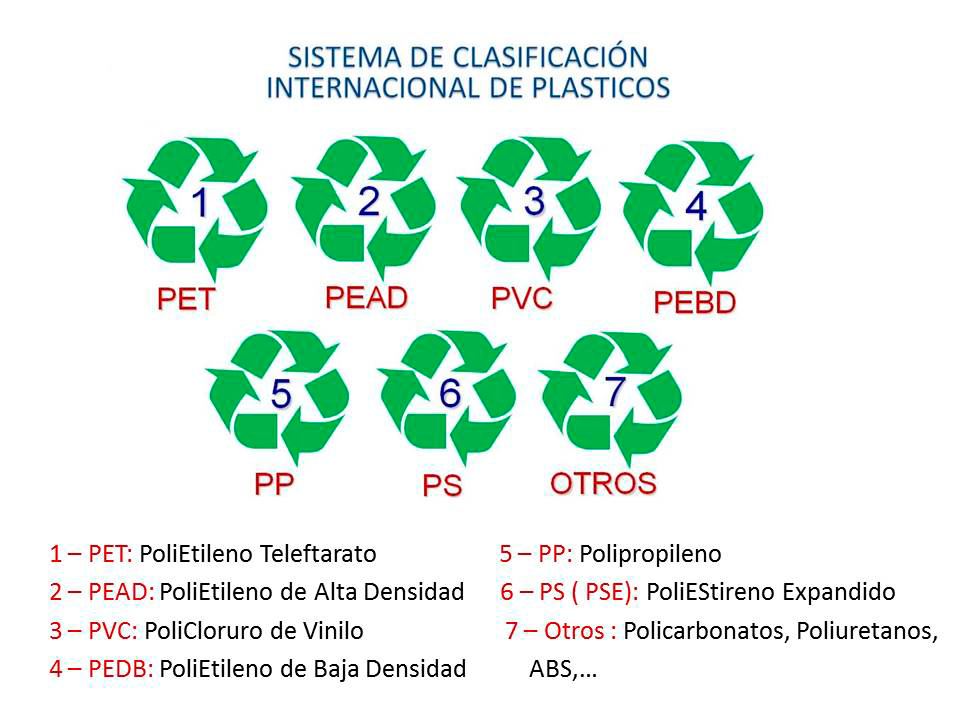 SISTEMA DE CLASIFICACIÓN
INTERNACIONAL DE PLASTICOS
1 2 3 4
PET PEAD PVC PEBD
5 6 7
PP PS OTROS
1 – PET: PoliEtileno Teleftarato
2 – PEAD: PoliEtileno de Alta Densidad
3 – PVC: PoliCloruro de Vinilo
4 – PEDB: PoliEtileno de Baja Densidad
5 – PP: Polipropileno
6 – PS ( PSE): PoliEStireno Expandido
7 – Otros : Policarbonatos, Poliuretanos,
ABS,...